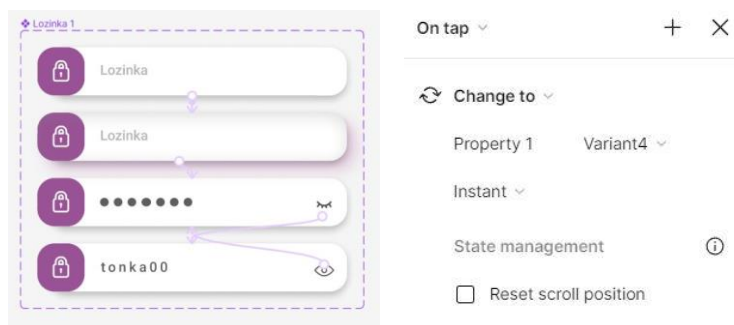 Lozinka 1
Lozinka
Lozinka
tonka00
On tap
Change to
Property 1 Variant4
Instant
State management
Reset scroll position